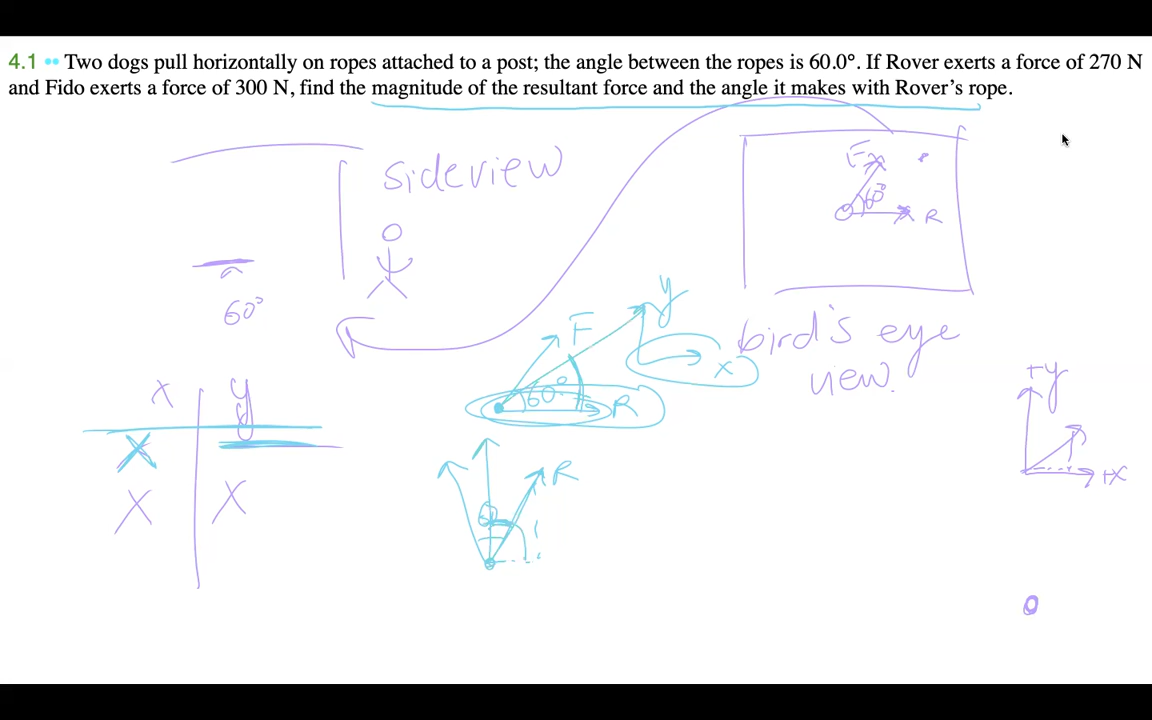 4.1 •• Two dogs pull horizontally on ropes attached to a post; the angle between the ropes is 60.0°. If Rover exerts a force of 270 N
and Fido exerts a force of 300 N, find the magnitude of the resultant force and the angle it makes with Rover's rope.
sideview
F
60°
R
60°
y
F
x
60°
R
bird's eye
view.
x
y
+y
+x
X
X
X
R